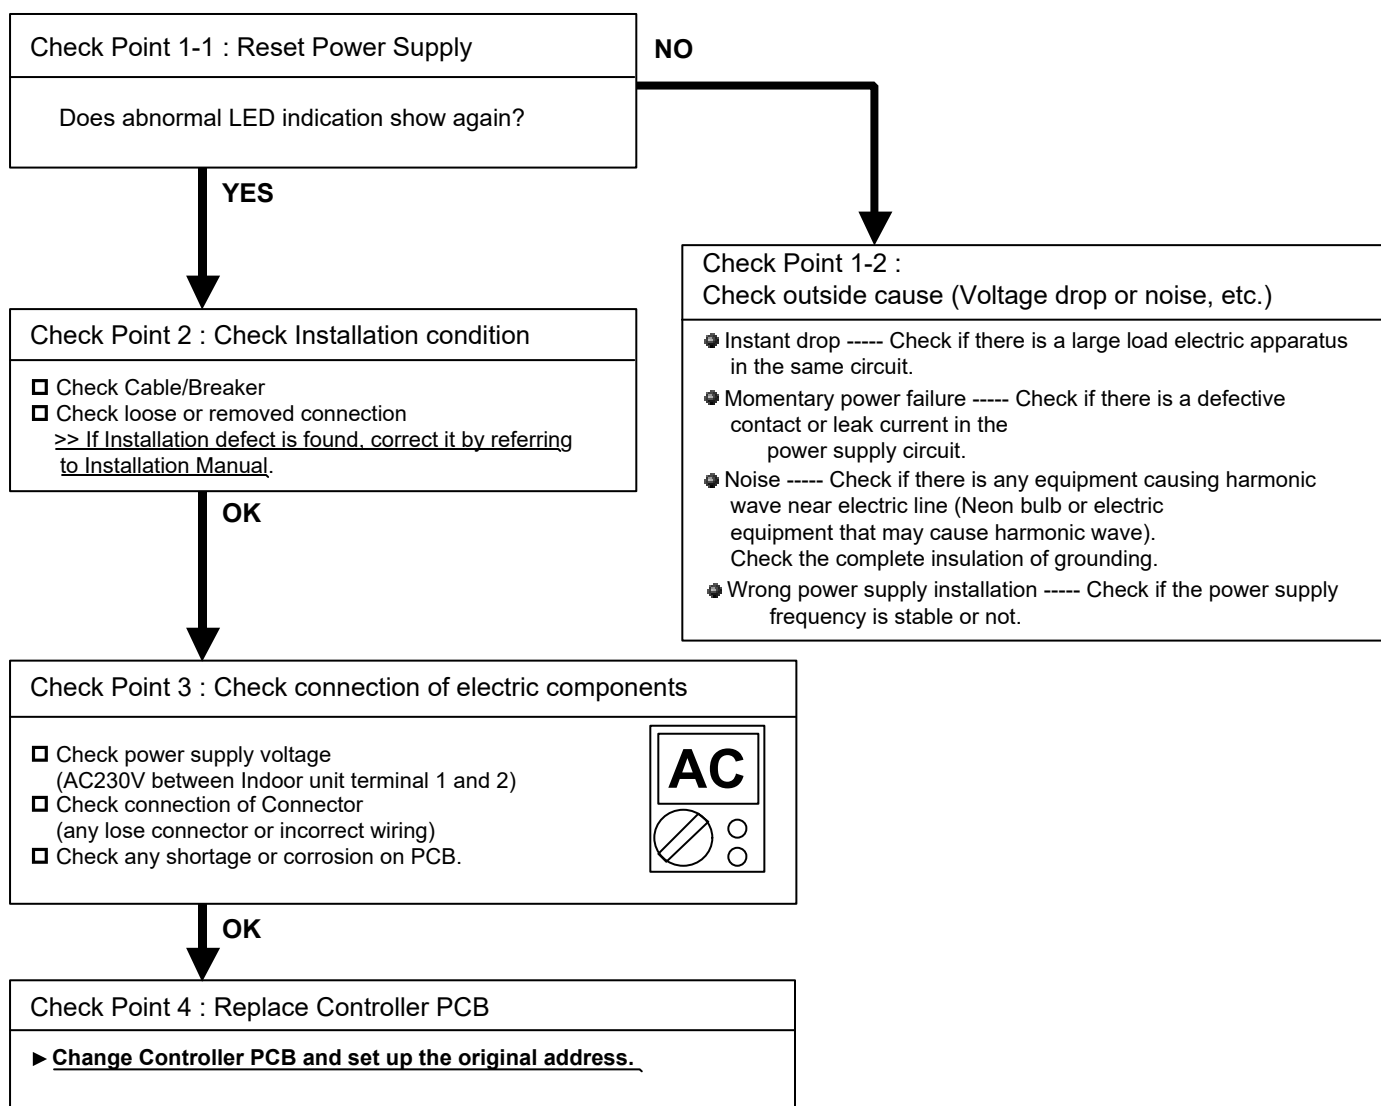 Check Point 1-1 : Reset Power Supply
Does abnormal LED indication show again?
NO
YES
Check Point 1-2 :
Check outside cause (Voltage drop or noise, etc.)
Instant drop ----- Check if there is a large load electric apparatus
in the same circuit.
Momentary power failure ----- Check if there is a defective
contact or leak current in the
power supply circuit.
Noise ----- Check if there is any equipment causing harmonic
wave near electric line (Neon bulb or electric
equipment that may cause harmonic wave).
Check the complete insulation of grounding.
Wrong power supply installation ----- Check if the power supply
frequency is stable or not.
Check Point 2 : Check Installation condition
Check Cable/Breaker
Check loose or removed connection
>> If Installation defect is found, correct it by referring
to Installation Manual.
OK
Check Point 3 : Check connection of electric components
Check power supply voltage
(AC230V between Indoor unit terminal 1 and 2)
Check connection of Connector
(any lose connector or incorrect wiring)
Check any shortage or corrosion on PCB.
AC
OK
Check Point 4 : Replace Controller PCB
►Change Controller PCB and set up the original address.